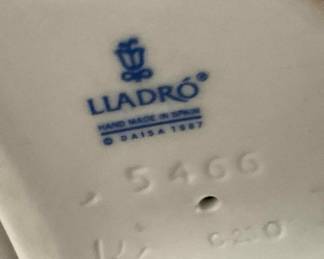 LLADRÓ®
HAND MADE IN SPAIN
© DAISA 1987
5466